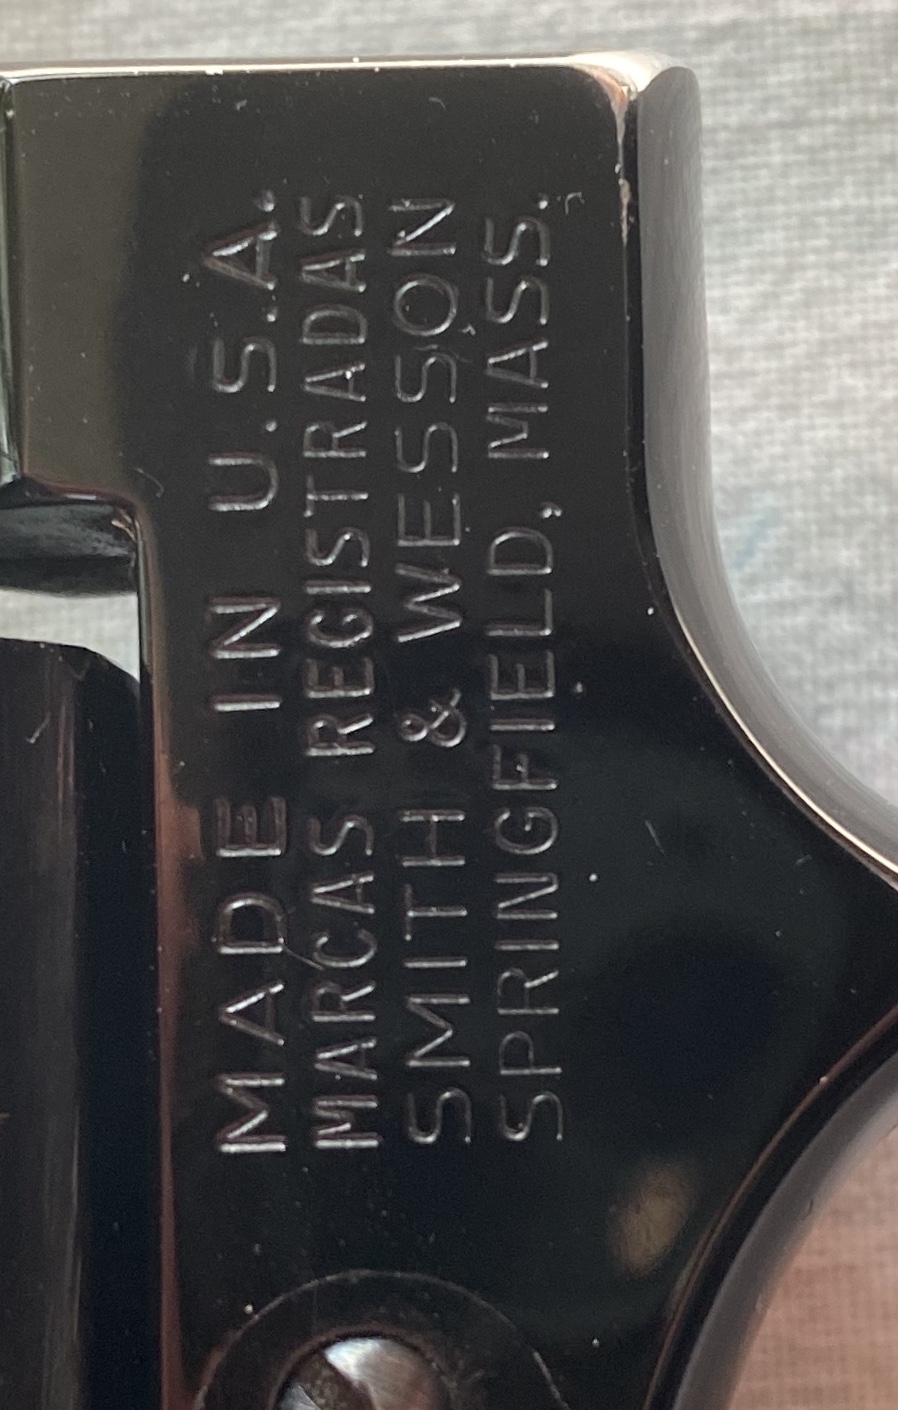 MADE IN U.S.A.
MARCAS REGISTRADAS
SMITH & WESSON
SPRINGFIELD, MASS.